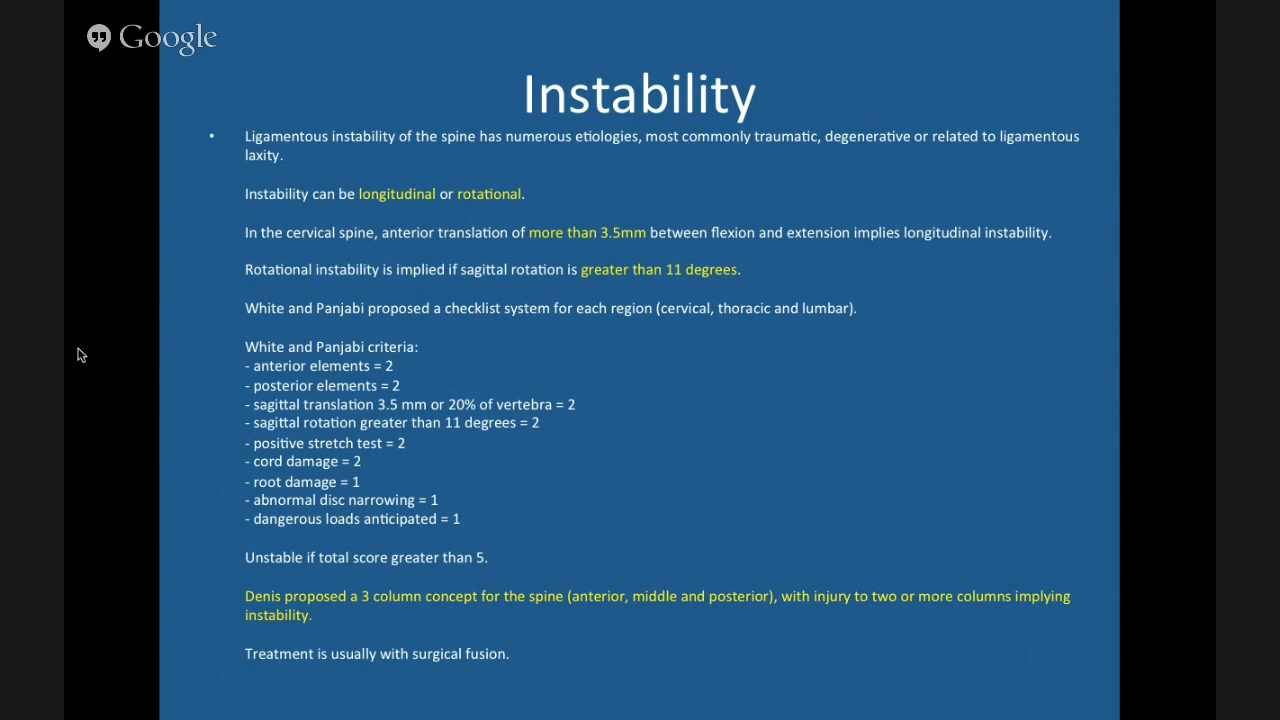 Google
Instability
• Ligamentous instability of the spine has numerous etiologies, most commonly traumatic, degenerative or related to ligamentous
laxity.
Instability can be longitudinal or rotational.
In the cervical spine, anterior translation of more than 3.5mm between flexion and extension implies longitudinal instability.
Rotational instability is implied if sagittal rotation is greater than 11 degrees.
White and Panjabi proposed a checklist system for each region (cervical, thoracic and lumbar).
White and Panjabi criteria:
- anterior elements = 2
- posterior elements = 2
- sagittal translation 3.5 mm or 20% of vertebra = 2
- sagittal rotation greater than 11 degrees = 2
- positive stretch test = 2
- cord damage = 2
- root damage = 1
- abnormal disc narrowing = 1
- dangerous loads anticipated = 1
Unstable if total score greater than 5.
Denis proposed a 3 column concept for the spine (anterior, middle and posterior), with injury to two or more columns implying
instability.
Treatment is usually with surgical fusion.